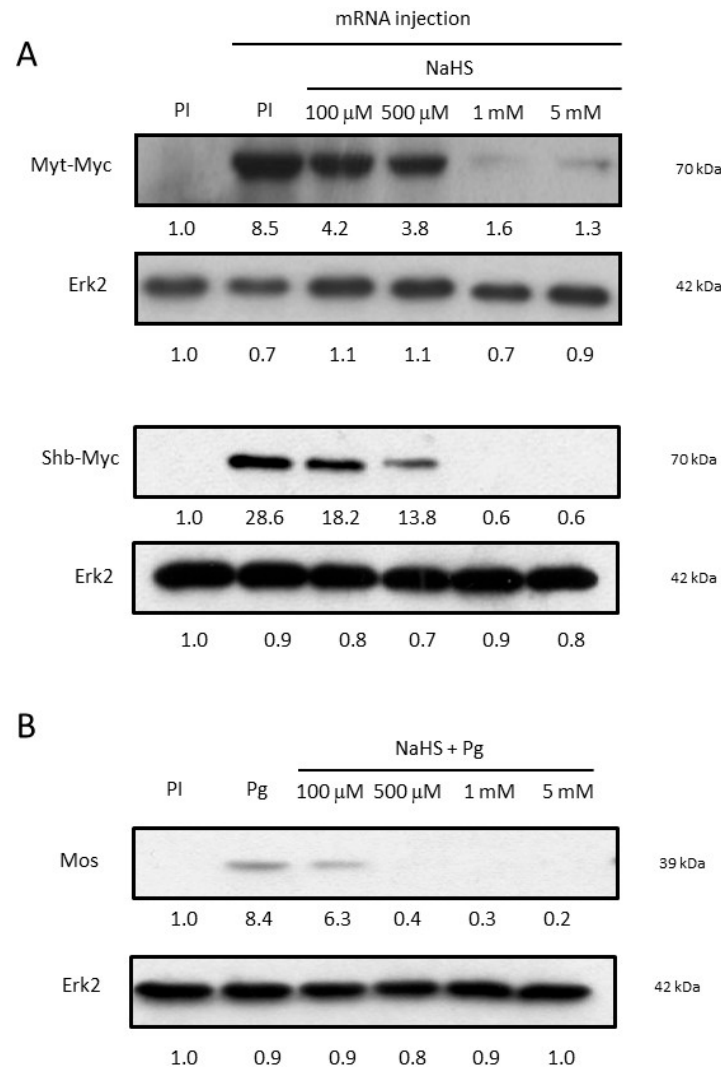 mRNA injection
A
NaHS
PI PI 100 µM 500 µM 1 mM 5 mM
Myt-Myc 70 kDa
1.0 8.5 4.2 3.8 1.6 1.3
Erk2 42 kDa
1.0 0.7 1.1 1.1 0.7 0.9
Shb-Myc 70 kDa
1.0 28.6 18.2 13.8 0.6 0.6
Erk2 42 kDa
1.0 0.9 0.8 0.7 0.9 0.8
B
NaHS + Pg
PI Pg 100 µM 500 µM 1 mM 5 mM
Mos 39 kDa
1.0 8.4 6.3 0.4 0.3 0.2
Erk2 42 kDa
1.0 0.9 0.9 0.8 0.9 1.0